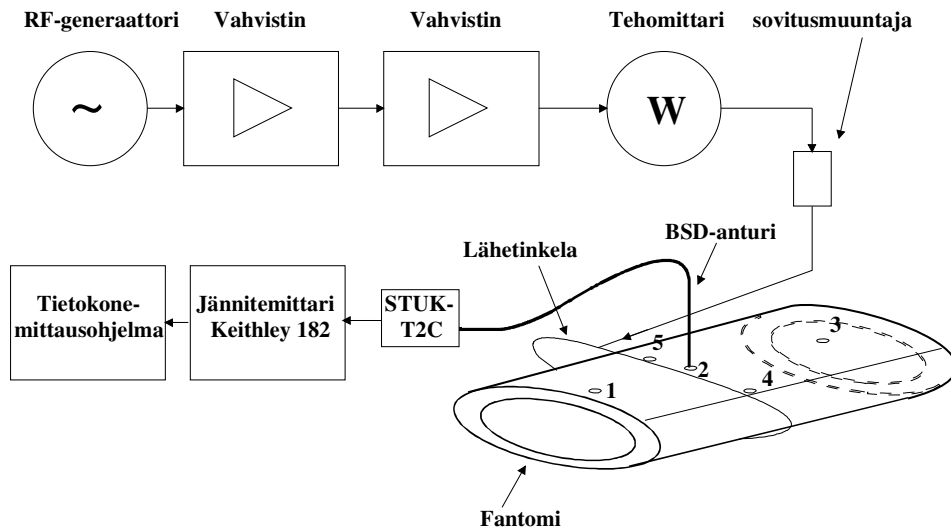 RF-generaattori
Vahvistin
Vahvistin
Tehomittari
sovitusmuuntaja
~
W
BSD-anturi
Lähetinkela
Tietokone-
mittausohjelma
Jännitemittari
Keithley 182
STUK-
T2C
3
5
2
4
1
Fantomi